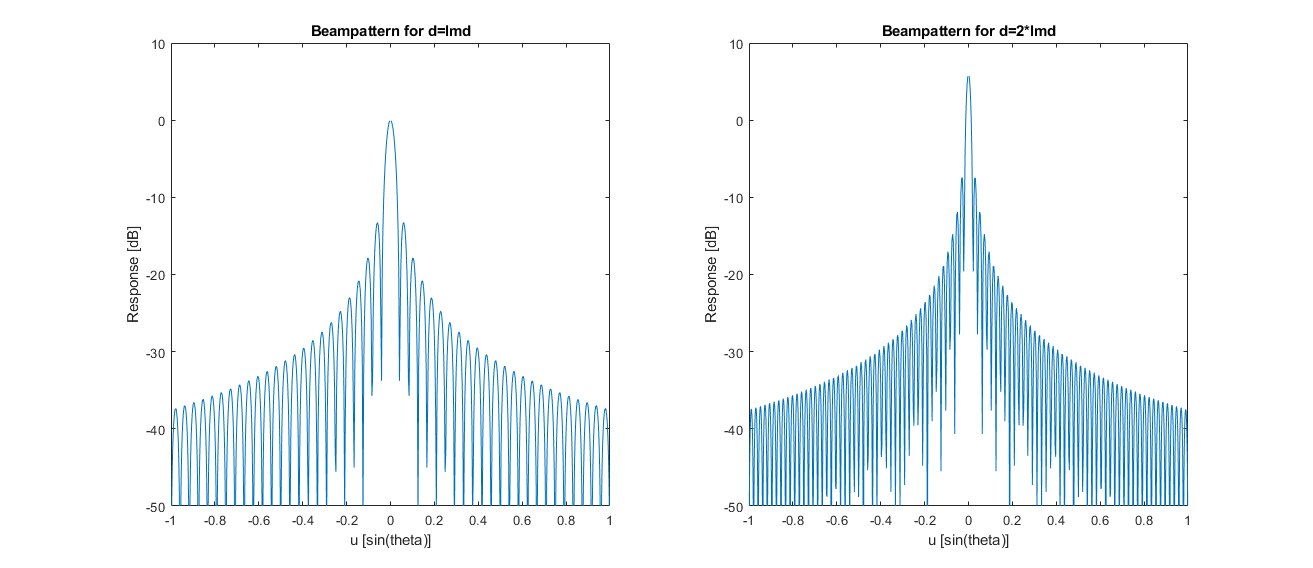 Beampattern for d=lmd
10
0
-10
-20
-30
-40
-50
Response [dB]
-1 -0.8 -0.6 -0.4 -0.2 0 0.2 0.4 0.6 0.8 1
u [sin(theta)]
Beampattern for d=2*lmd
10
0
-10
-20
-30
-40
-50
Response [dB]
-1 -0.8 -0.6 -0.4 -0.2 0 0.2 0.4 0.6 0.8 1
u [sin(theta)]